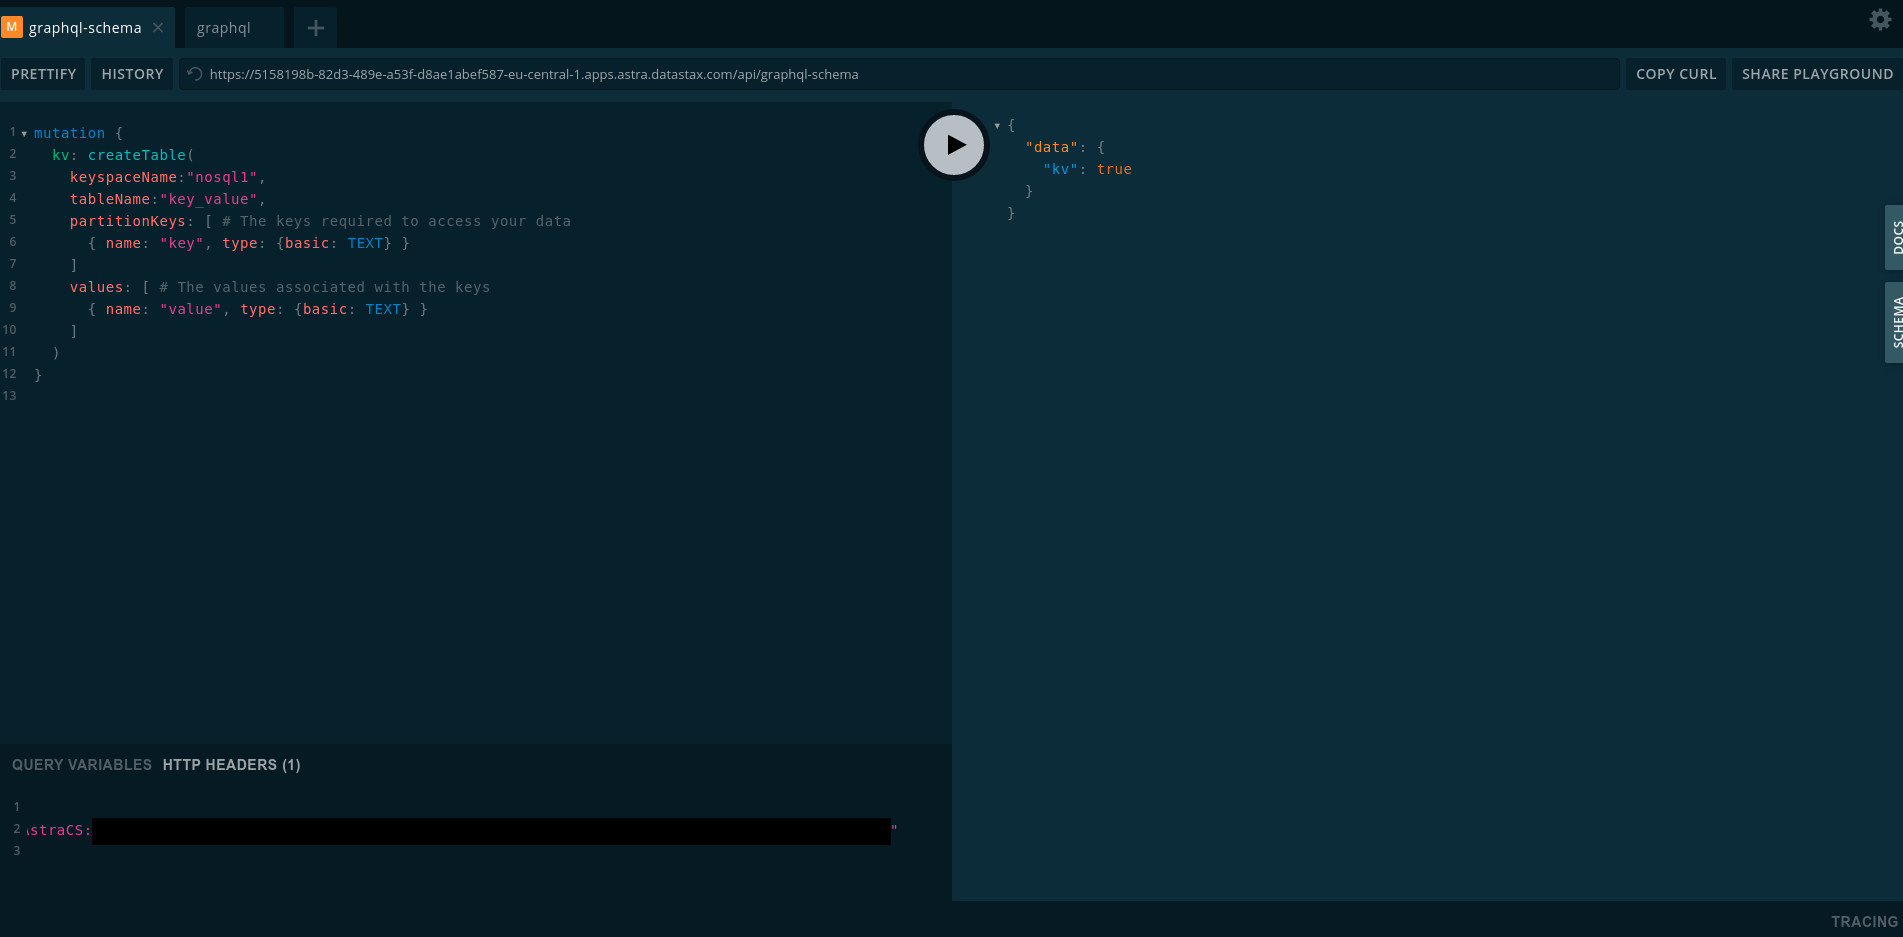 M graphql-schema × graphql +
PRETTIFY HISTORY https://5158198b-82d3-489e-a53f-d8ae1abef587-eu-central-1.apps.astra.datastax.com/api/graphql-schema COPY CURL SHARE PLAYGROUND
1 mutation {
2 kv: createTable(
3 keyspaceName:"nosql1",
4 tableName:"key_value",
5 partitionKeys: [ # The keys required to access your data
6 { name: "key", type: {basic: TEXT} }
7 ]
8 values: [ # The values associated with the keys
9 { name: "value", type: {basic: TEXT} }
10 ]
11 )
12 }
13
{
"data": {
"kv": true
}
}
DOCS
SCHEMA
QUERY VARIABLES HTTP HEADERS (1)
1
2 straCS: "
3
TRACING